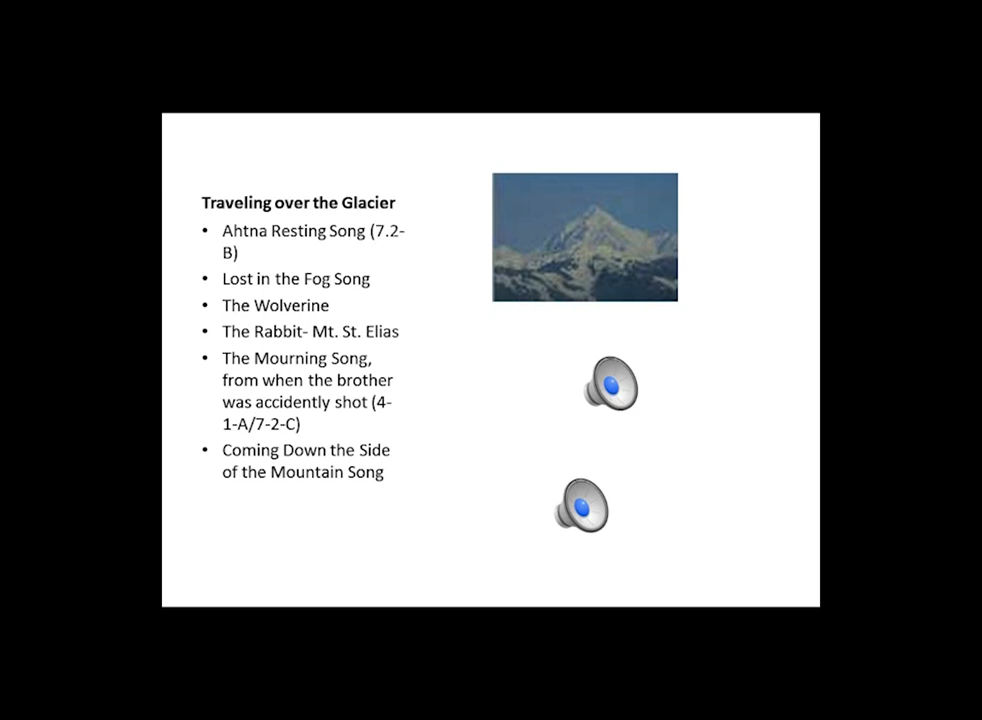 Traveling over the Glacier
• Ahtna Resting Song (7.2-
B)
• Lost in the Fog Song
• The Wolverine
• The Rabbit- Mt. St. Elias
• The Mourning Song,
from when the brother
was accidently shot (4-
1-A/7-2-C)
• Coming Down the Side
of the Mountain Song